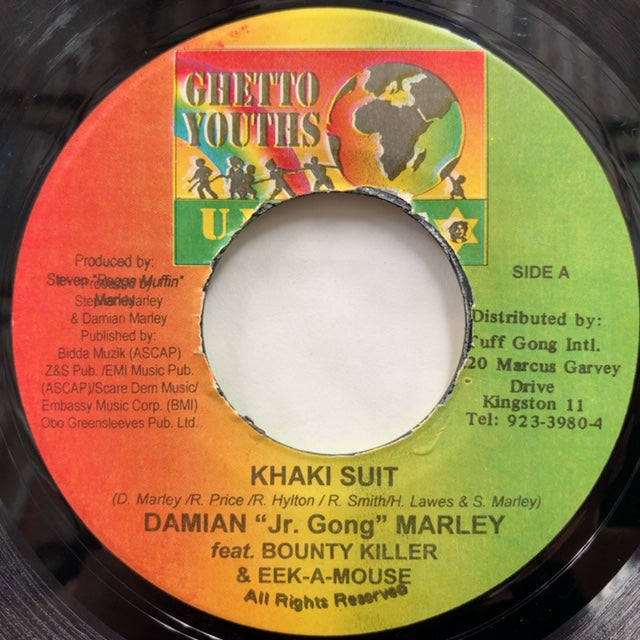 GHETTO
YOUTHS
U
SIDE A
Produced by:
Steven "Ragga Muffin"
Marley
Stephen Marley
& Damian Marley
Published by:
Bidda Muzik (ASCAP)
Z&S Pub. /EMI Music Pub.
(ASCAP)/Scare Dem Music/
Embassy Music Corp. (BMI)
Obo Greensleeves Pub. Ltd.
Distributed by:
Tuff Gong Intl.
20 Marcus Garvey
Drive
Kingston 11
Tel: 923-3980-4
KHAKI SUIT
(D. Marley /R. Price /R. Hylton / R. Smith/H. Lawes & S. Marley)
DAMIAN "Jr. Gong" MARLEY
feat. BOUNTY KILLER
& EEK-A-MOUSE
All Rights Reserved